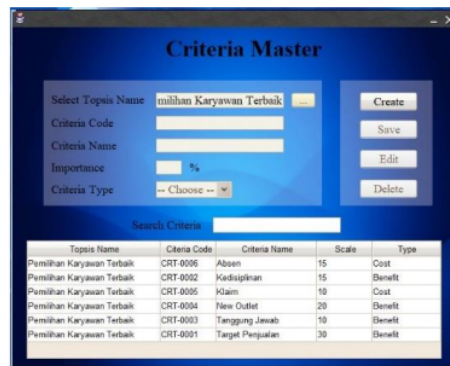 Criteria Master
Select Topsis Name milihan Karyawan Terbaik ...
Criteria Code
Criteria Name
Importance %
Criteria Type -- Choose --
Create
Save
Edit
Delete
Search Criteria
Topsis Name Citeria Code Criteria Name Scale Type
Pemilihan Karyawan Terbaik CRT-0006 Absen 15 Cost
Pemilihan Karyawan Terbaik CRT-0002 Kedisiplinan 15 Benefit
Pemilihan Karyawan Terbaik CRT-0005 Klaim 10 Cost
Pemilihan Karyawan Terbaik CRT-0004 New Outlet 20 Benefit
Pemilihan Karyawan Terbaik CRT-0003 Tanggung Jawab 10 Benefit
Pemilihan Karyawan Terbaik CRT-0001 Target Penjualan 30 Benefit